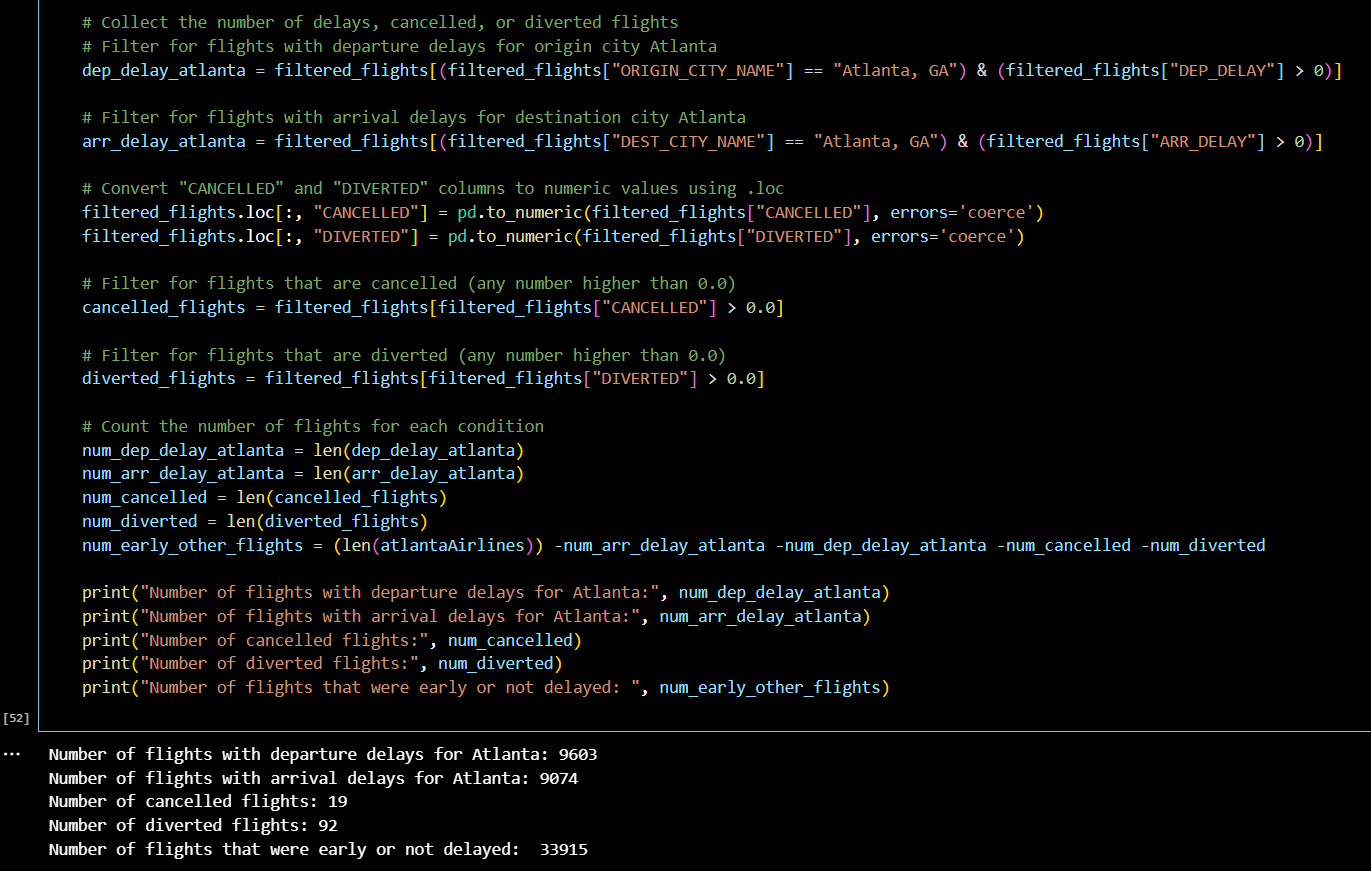 # Collect the number of delays, cancelled, or diverted flights
# Filter for flights with departure delays for origin city Atlanta
dep_delay_atlanta = filtered_flights[(filtered_flights["ORIGIN_CITY_NAME"] == "Atlanta, GA") & (filtered_flights["DEP_DELAY"] > 0)]
# Filter for flights with arrival delays for destination city Atlanta
arr_delay_atlanta = filtered_flights[(filtered_flights["DEST_CITY_NAME"] == "Atlanta, GA") & (filtered_flights["ARR_DELAY"] > 0)]
# Convert "CANCELLED" and "DIVERTED" columns to numeric values using .loc
filtered_flights.loc[:, "CANCELLED"] = pd.to_numeric(filtered_flights["CANCELLED"], errors='coerce')
filtered_flights.loc[:, "DIVERTED"] = pd.to_numeric(filtered_flights["DIVERTED"], errors='coerce')
# Filter for flights that are cancelled (any number higher than 0.0)
cancelled_flights = filtered_flights[filtered_flights["CANCELLED"] > 0.0]
# Filter for flights that are diverted (any number higher than 0.0)
diverted_flights = filtered_flights[filtered_flights["DIVERTED"] > 0.0]
# Count the number of flights for each condition
num_dep_delay_atlanta = len(dep_delay_atlanta)
num_arr_delay_atlanta = len(arr_delay_atlanta)
num_cancelled = len(cancelled_flights)
num_diverted = len(diverted_flights)
num_early_other_flights = (len(atlantaAirlines)) -num_arr_delay_atlanta -num_dep_delay_atlanta -num_cancelled -num_diverted
print("Number of flights with departure delays for Atlanta:", num_dep_delay_atlanta)
print("Number of flights with arrival delays for Atlanta:", num_arr_delay_atlanta)
print("Number of cancelled flights:", num_cancelled)
print("Number of diverted flights:", num_diverted)
print("Number of flights that were early or not delayed: ", num_early_other_flights)
[52]
... Number of flights with departure delays for Atlanta: 9603
Number of flights with arrival delays for Atlanta: 9074
Number of cancelled flights: 19
Number of diverted flights: 92
Number of flights that were early or not delayed:  33915